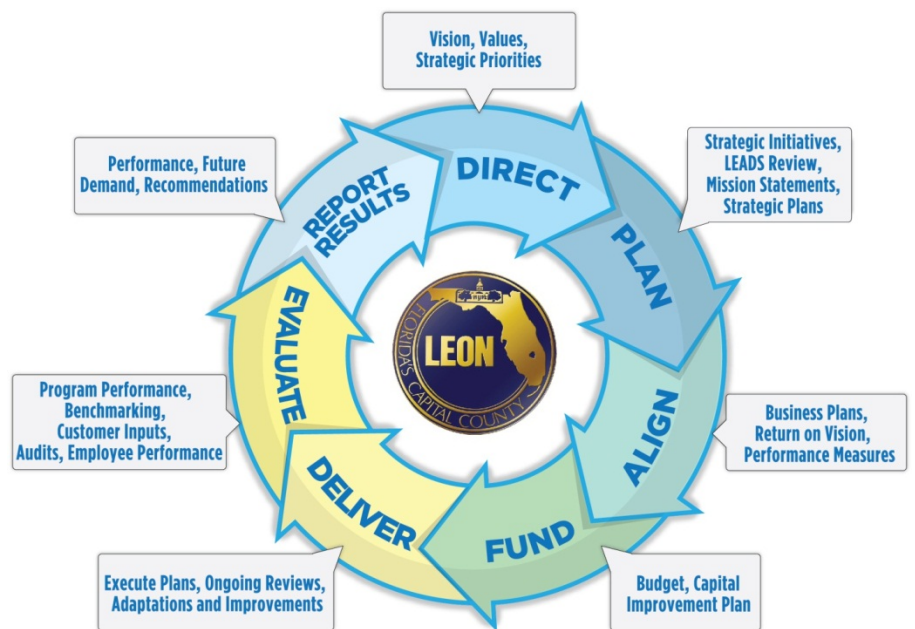 Vision, Values,
Strategic Priorities
DIRECT
Strategic Initiatives,
LEADS Review,
Mission Statements,
Strategic Plans
PLAN
Business Plans,
Return on Vision,
Performance Measures
ALIGN
Budget, Capital
Improvement Plan
FUND
Execute Plans, Ongoing Reviews,
Adaptations and Improvements
DELIVER
Program Performance,
Benchmarking,
Customer Inputs,
Audits, Employee Performance
EVALUATE
Performance, Future
Demand, Recommendations
REPORT
RESULTS
LEON
FLORIDA'S CAPITAL COUNTY